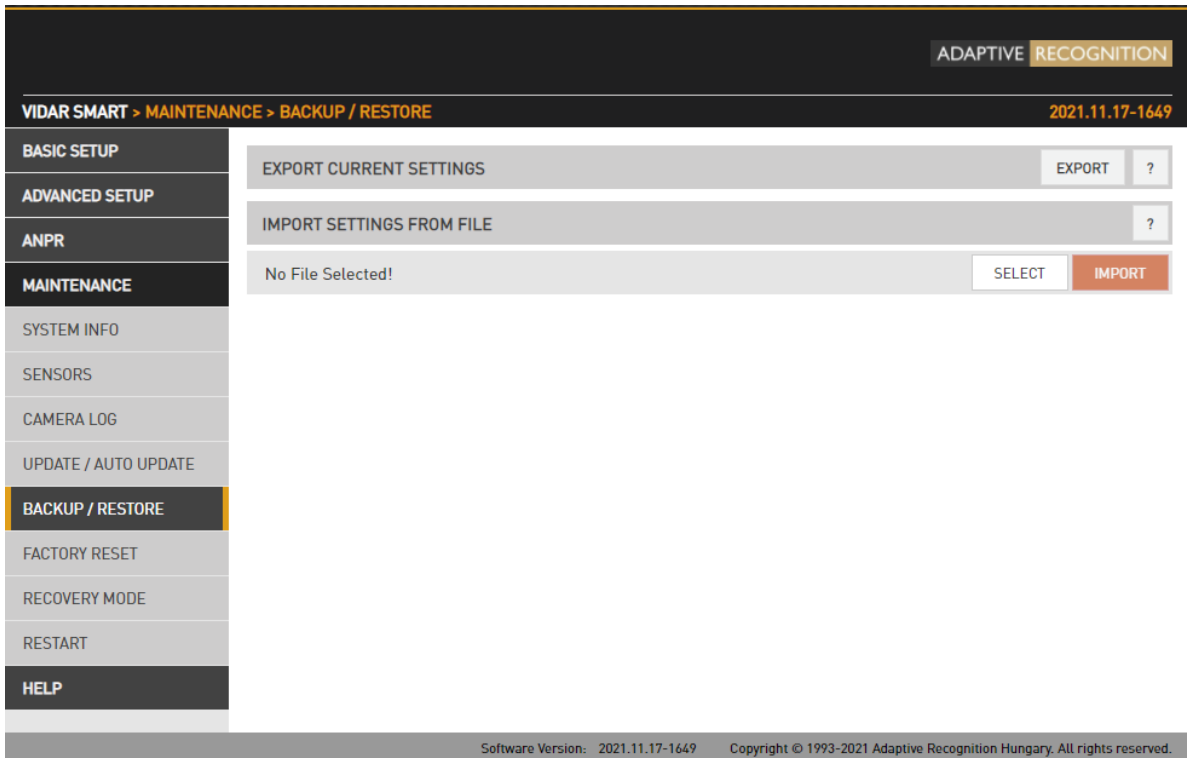 ADAPTIVE RECOGNITION
VIDAR SMART > MAINTENANCE > BACKUP / RESTORE 2021.11.17-1649
BASIC SETUP
ADVANCED SETUP
ANPR
MAINTENANCE
SYSTEM INFO
SENSORS
CAMERA LOG
UPDATE / AUTO UPDATE
BACKUP / RESTORE
FACTORY RESET
RECOVERY MODE
RESTART
HELP
EXPORT CURRENT SETTINGS EXPORT ?
IMPORT SETTINGS FROM FILE ?
No File Selected! SELECT IMPORT
Software Version: 2021.11.17-1649 Copyright © 1993-2021 Adaptive Recognition Hungary. All rights reserved.